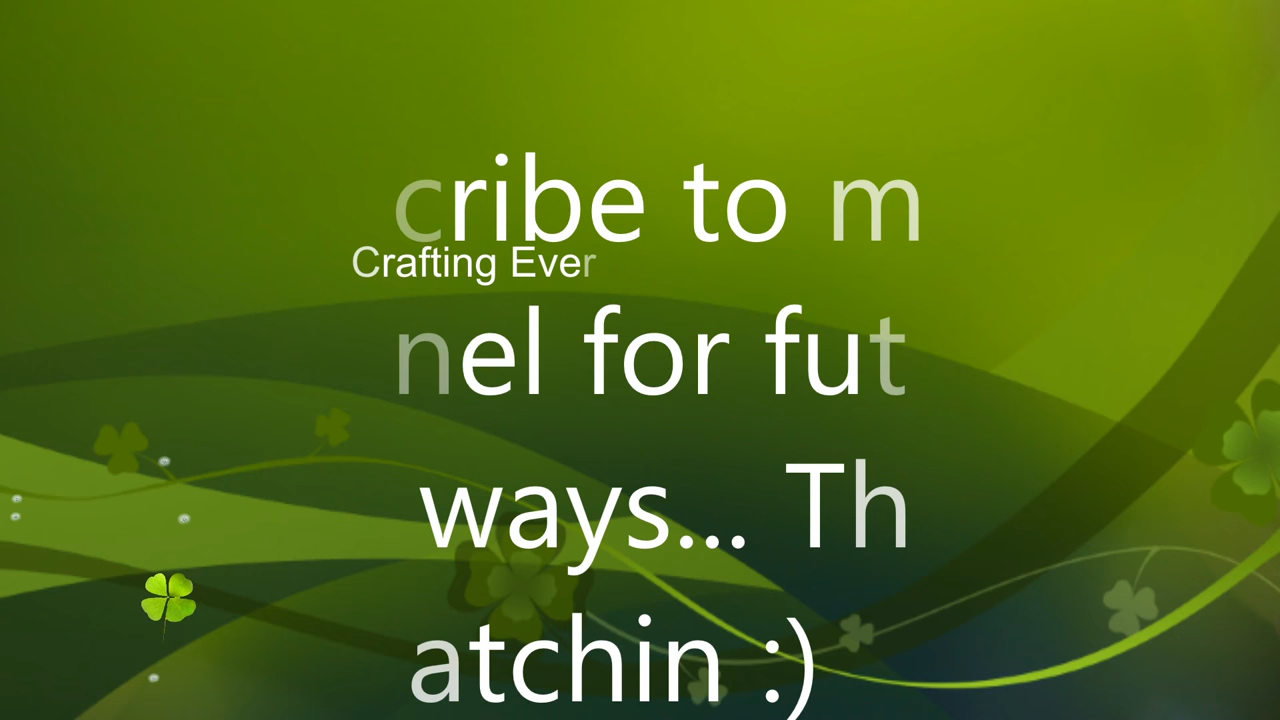 cribe to m
Crafting Ever
nel for fut
ways... Th
atchin :)